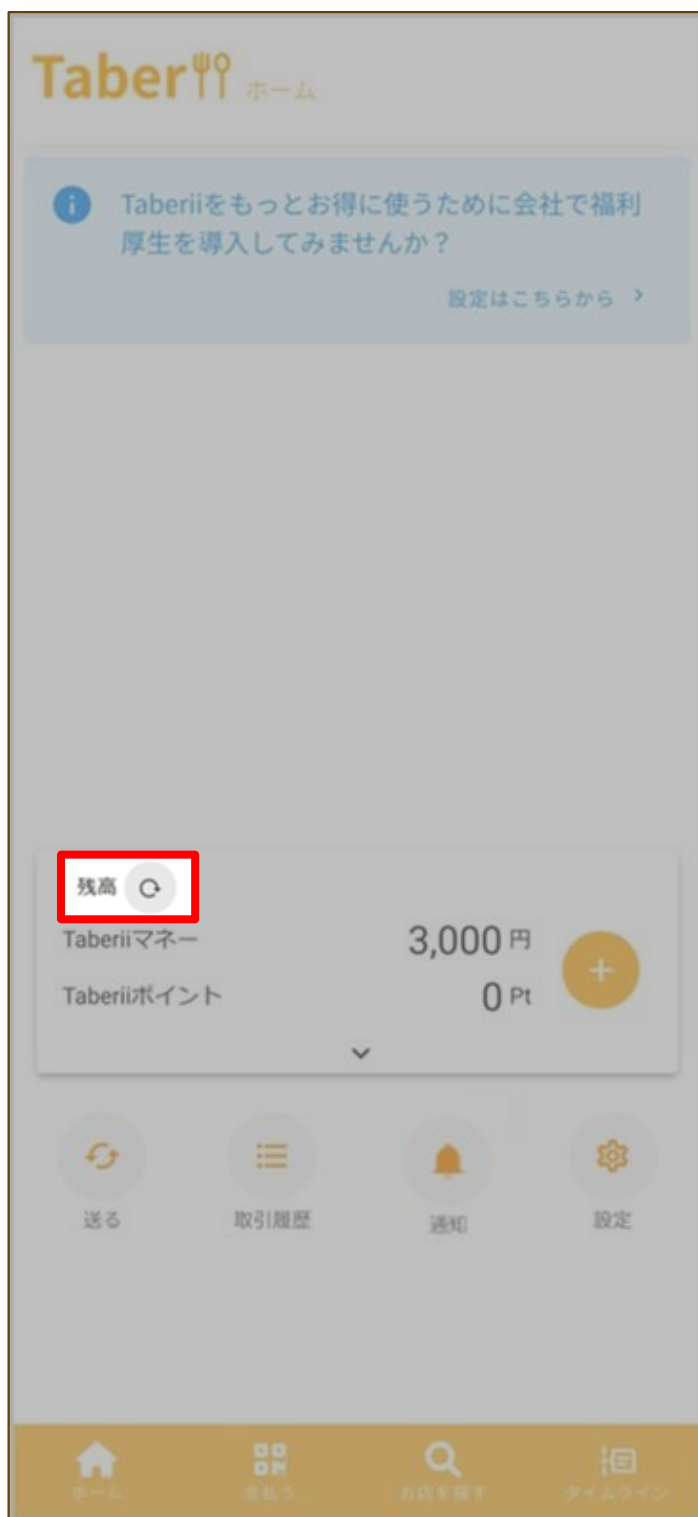 Taberii ホーム
Taberiiをもっとお得に使うために会社で福利
厚生を導入してみませんか？
設定はこちらから
残高
Taberiiマネー 3,000 円
Taberiiポイント 0 Pt
送る 取引履歴 通知 設定
ホーム 支払う お店を探す タイムライン